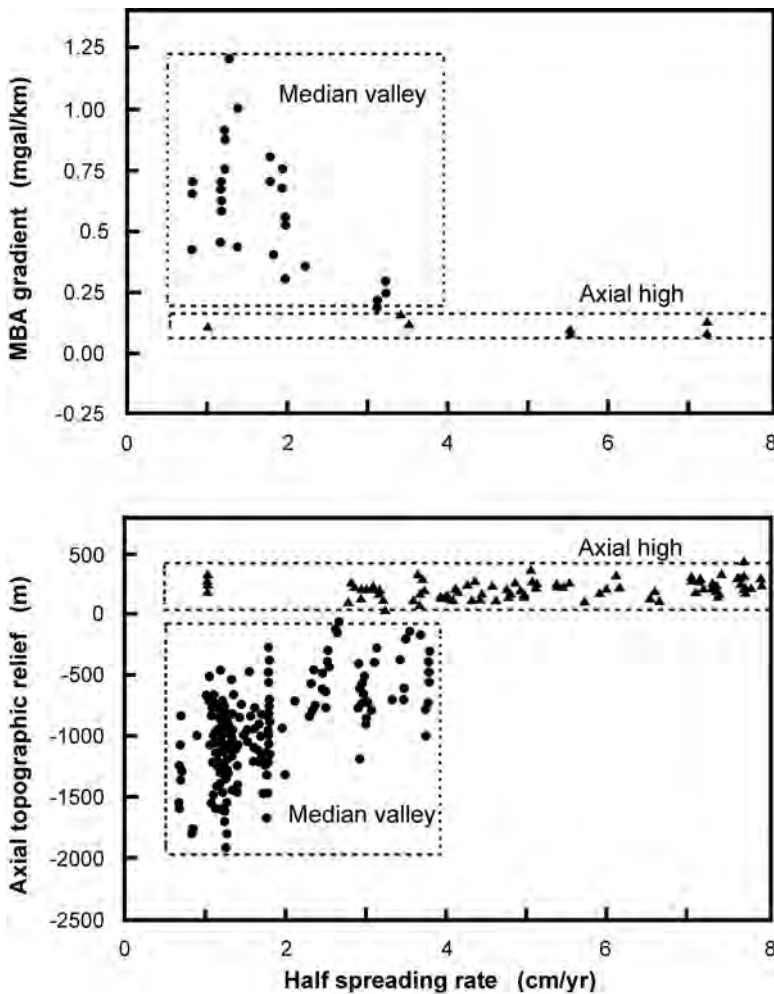 1.25
Median valley
1.00
0.75
0.5
0.25
Axial high
0.00
-0.25
0 2 4 6 8
MBA gradient (mgal/km)
500
Axial high
0
-500
-1000
-1500
Median valley
-2000
-2500
0 2 4 6 8
Axial topographic relief (m)
Half spreading rate (cm/yr)